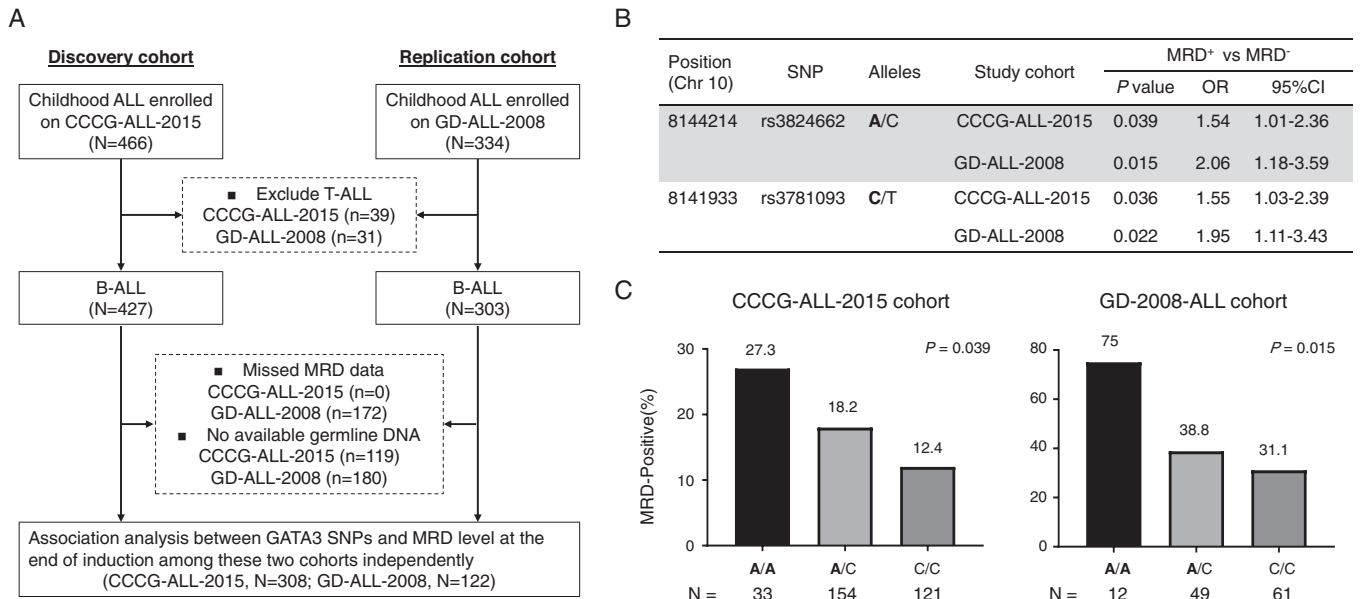 A
Discovery cohort
Replication cohort
Childhood ALL enrolled
on CCCG-ALL-2015
(N=466)
Childhood ALL enrolled
on GD-ALL-2008
(N=334)
■ Exclude T-ALL
CCCG-ALL-2015 (n=39)
GD-ALL-2008 (n=31)
B-ALL
(N=427)
B-ALL
(N=303)
■ Missed MRD data
CCCG-ALL-2015 (n=0)
GD-ALL-2008 (n=172)
■ No available germline DNA
CCCG-ALL-2015 (n=119)
GD-ALL-2008 (n=180)
Association analysis between GATA3 SNPs and MRD level at the
end of induction among these two cohorts independently
(CCCG-ALL-2015, N=308; GD-ALL-2008, N=122)
B
Position (Chr 10) SNP Alleles Study cohort MRD+ vs MRD-
P value OR 95%CI
8144214 rs3824662 A/C CCCG-ALL-2015 0.039 1.54 1.01-2.36
GD-ALL-2008 0.015 2.06 1.18-3.59
8141933 rs3781093 C/T CCCG-ALL-2015 0.036 1.55 1.03-2.39
GD-ALL-2008 0.022 1.95 1.11-3.43
C
CCCG-ALL-2015 cohort
MRD-Positive(%)
30
20
10
0
27.3
18.2
12.4
P = 0.039
A/A A/C C/C
N = 33 154 121
GD-2008-ALL cohort
80
60
40
20
0
75
38.8
31.1
P = 0.015
A/A A/C C/C
N = 12 49 61